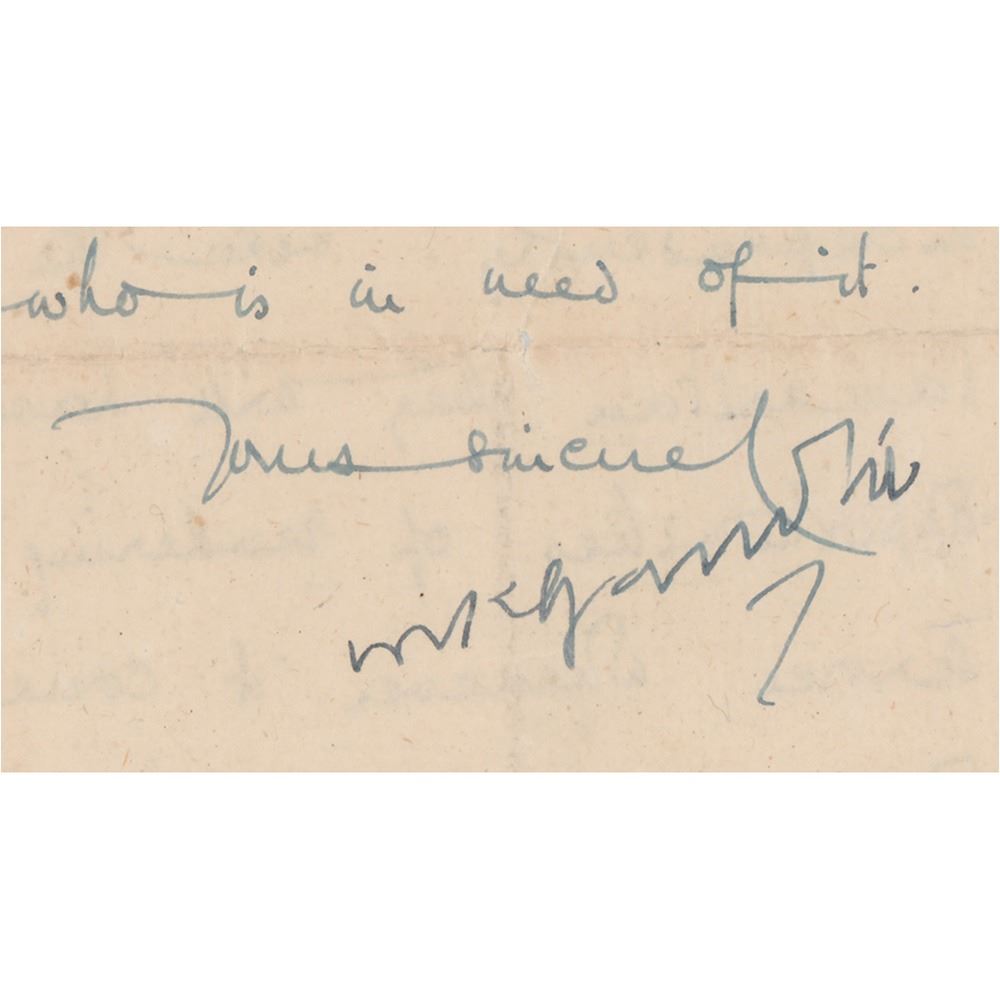 who is in need of it.
Yours sincerely
MKGandhi